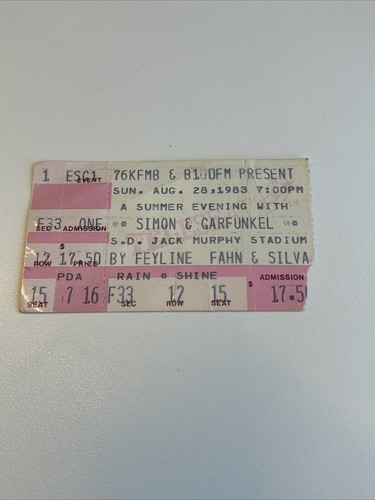 1 ESG1 76KFMB & B100FM PRESENT
EVENT SUN. AUG. 28,1983 7:00PM
A SUMMER EVENING WITH
F33 ONE ** SIMON & GARFUNKEL **
SEC ADMISSION S.D. JACK MURPHY STADIUM
$
12 17.50 BY FEYLINE FAHN & SILVA
ROW PRICE
PDA RAIN * SHINE ADMISSION
15 7 16 F33 12 15 $ 17.5
SEAT SEC ROW SEAT